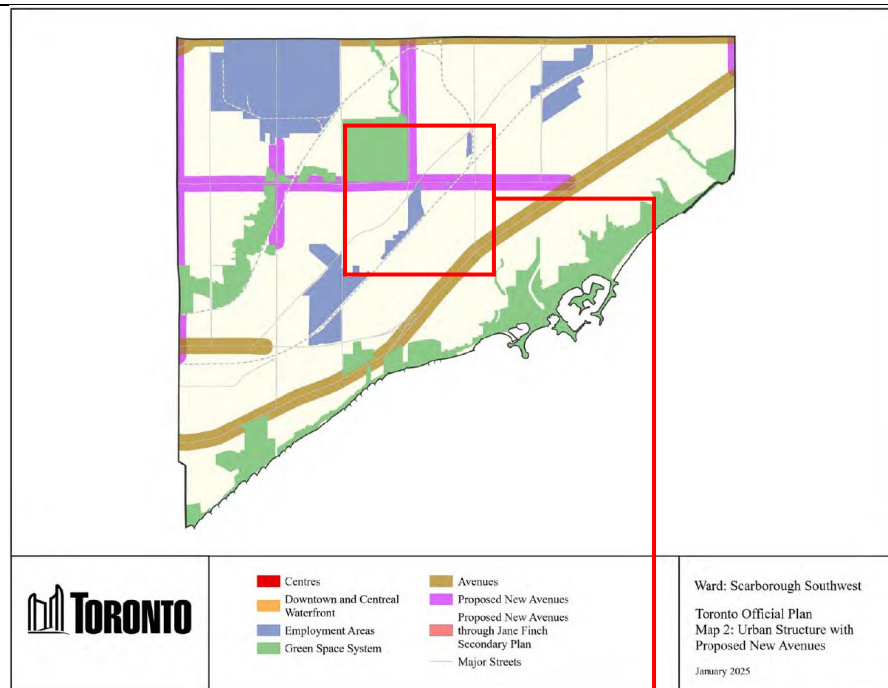 TORONTO
Centres
Downtown and Centreal
Waterfront
Employment Areas
Green Space System
Avenues
Proposed New Avenues
Proposed New Avenues
through Jane Finch
Secondary Plan
Major Streets
Ward: Scarborough Southwest
Toronto Official Plan
Map 2: Urban Structure with
Proposed New Avenues
January 2025